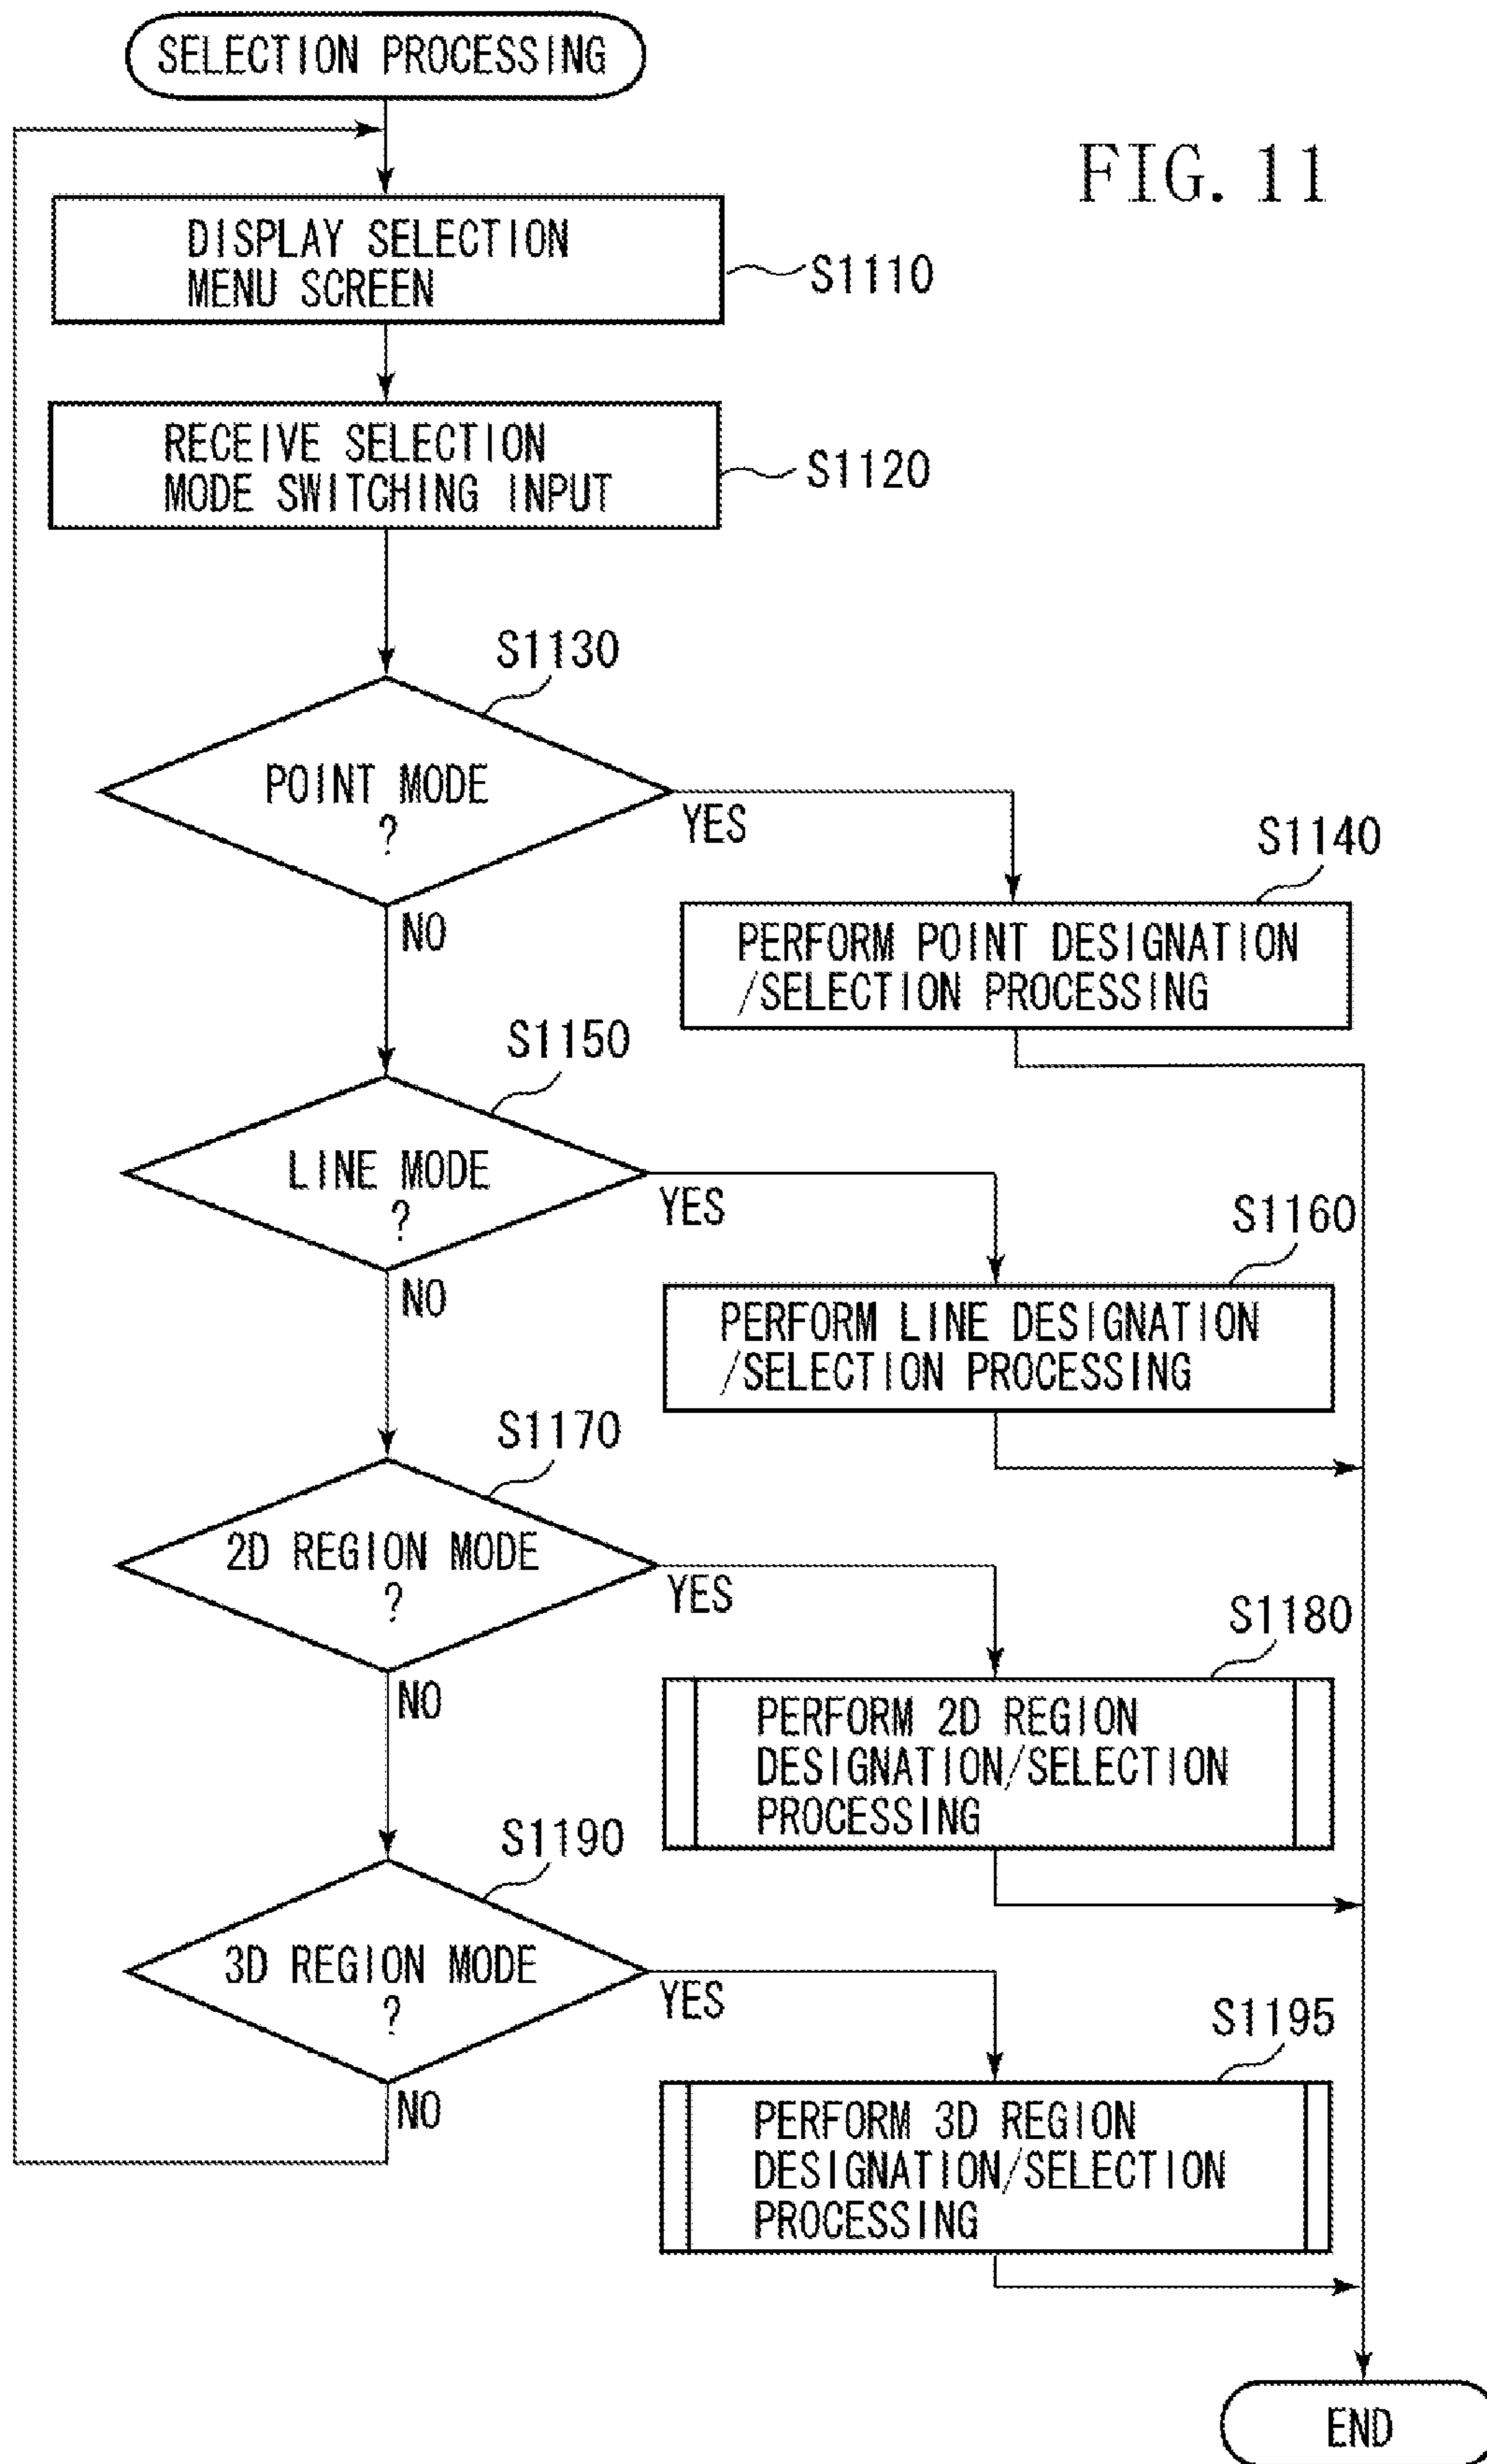 SELECTION PROCESSING
FIG. 11
DISPLAY SELECTION
MENU SCREEN
S1110
RECEIVE SELECTION
MODE SWITCHING INPUT
S1120
S1130
POINT MODE
?
YES
NO
S1140
PERFORM POINT DESIGNATION
/SELECTION PROCESSING
S1150
LINE MODE
?
YES
NO
S1160
PERFORM LINE DESIGNATION
/SELECTION PROCESSING
S1170
2D REGION MODE
?
YES
NO
S1180
PERFORM 2D REGION
DESIGNATION/SELECTION
PROCESSING
S1190
3D REGION MODE
?
YES
NO
S1195
PERFORM 3D REGION
DESIGNATION/SELECTION
PROCESSING
END